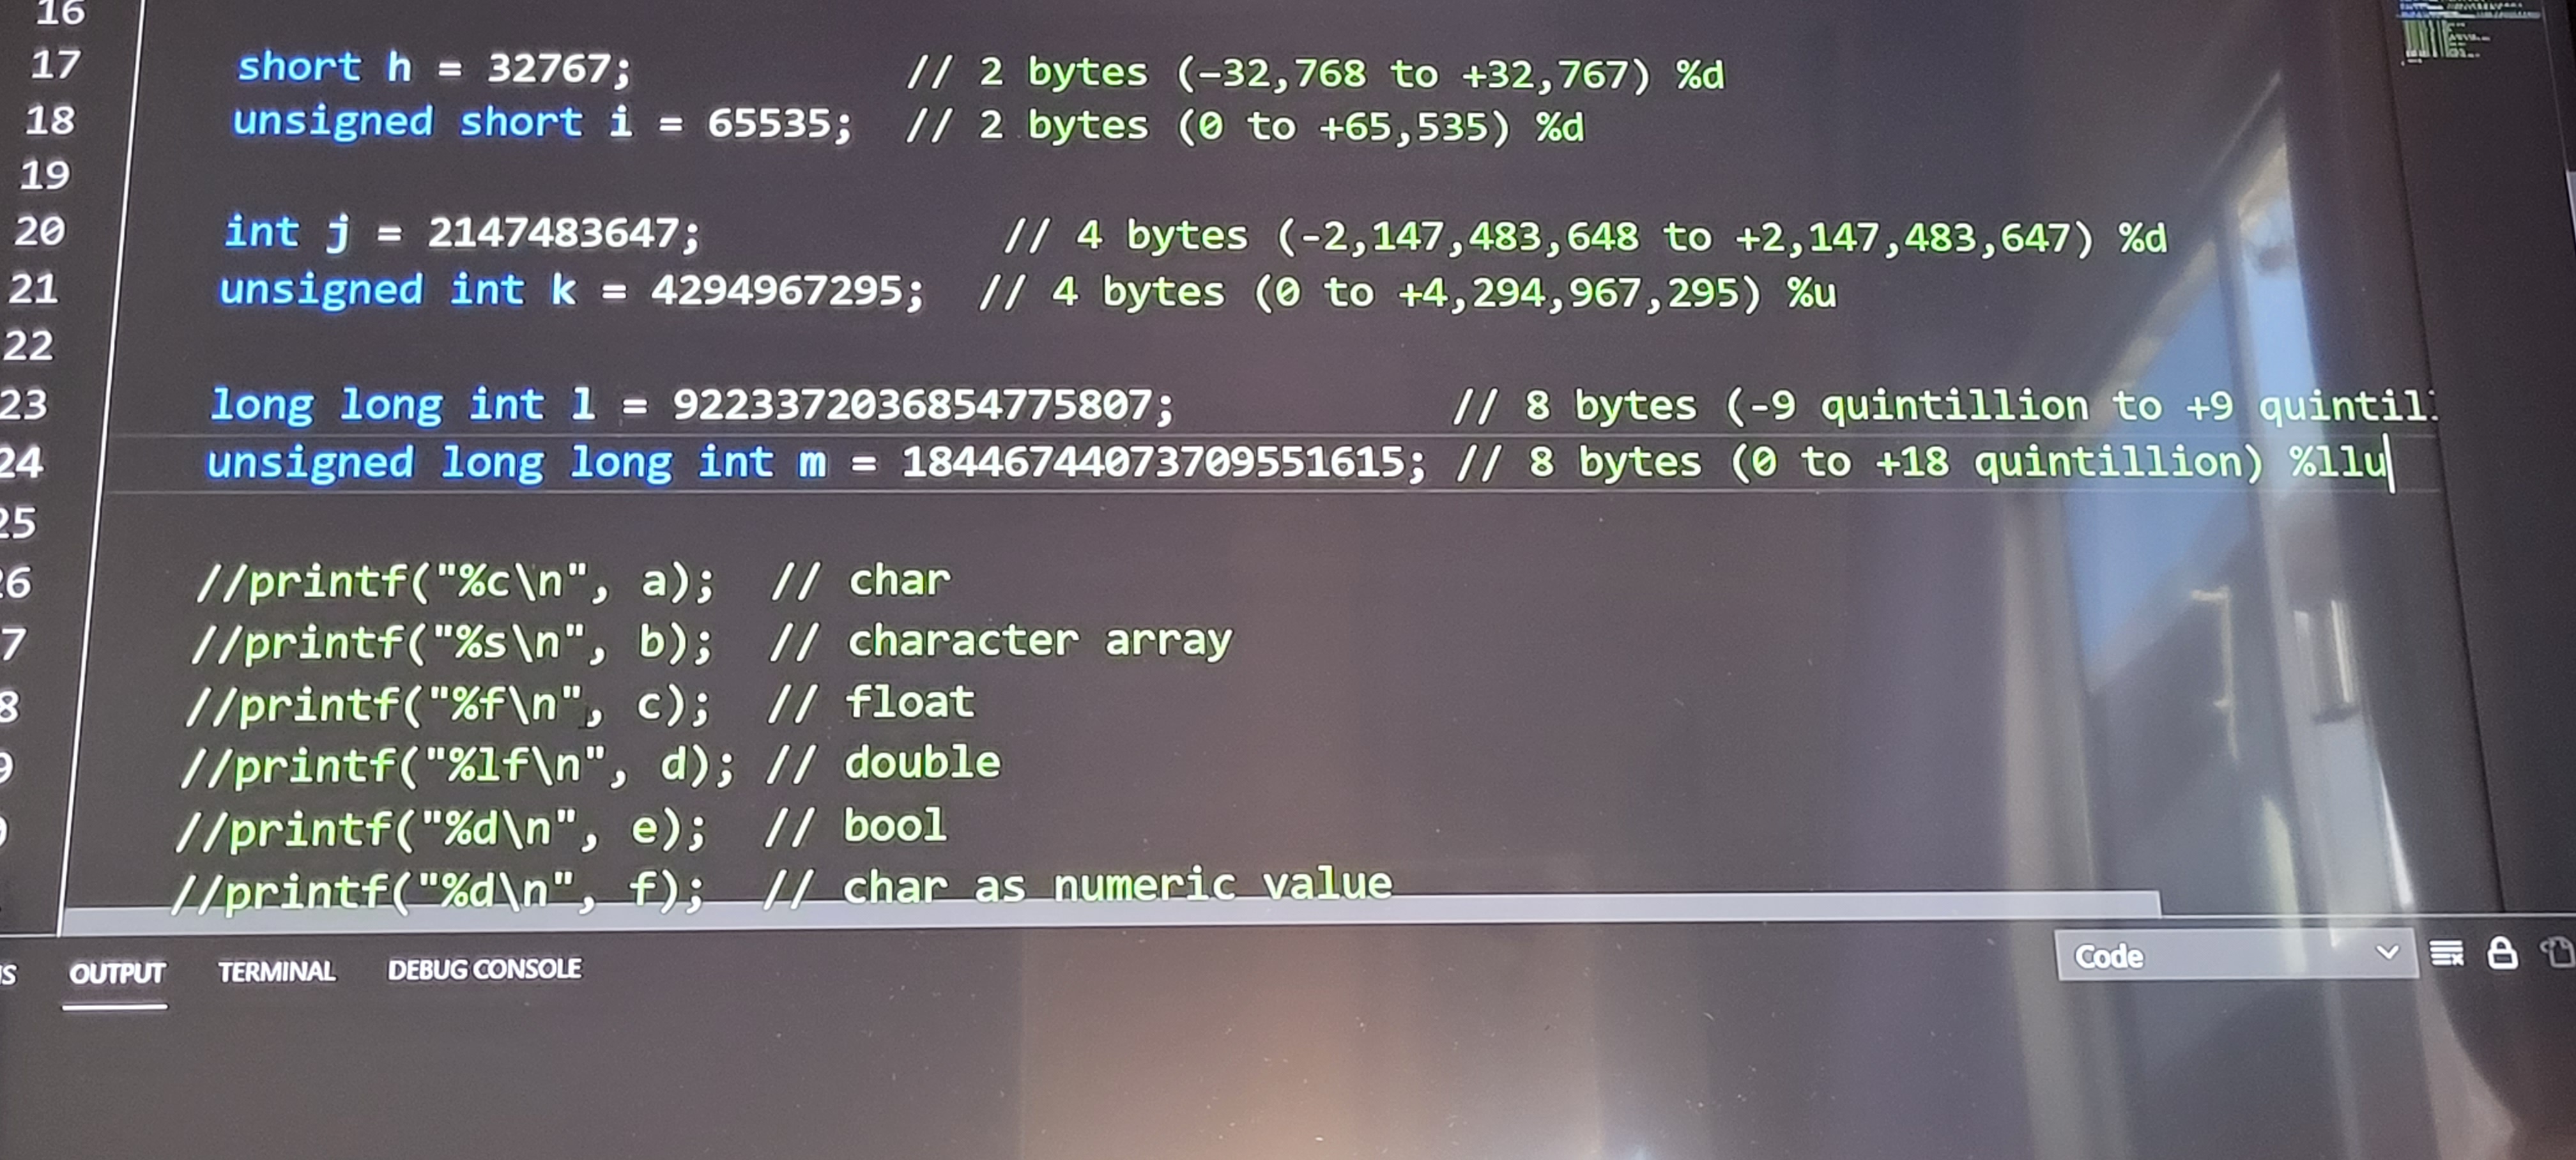 16
17 short h = 32767; // 2 bytes (-32,768 to +32,767) %d
18 unsigned short i = 65535; // 2 bytes (0 to +65,535) %d
19
20 int j = 2147483647; // 4 bytes (-2,147,483,648 to +2,147,483,647) %d
21 unsigned int k = 4294967295; // 4 bytes (0 to +4,294,967,295) %u
22
23 long long int l = 9223372036854775807; // 8 bytes (-9 quintillion to +9 quintil
24 unsigned long long int m = 18446744073709551615; // 8 bytes (0 to +18 quintillion) %llu
25
26 //printf("%c\n", a); // char
7 //printf("%s\n", b); // character array
8 //printf("%f\n", c); // float
9 //printf("%lf\n", d); // double
//printf("%d\n", e); // bool
//printf("%d\n", f); // char as numeric value
S OUTPUT TERMINAL DEBUG CONSOLE Code